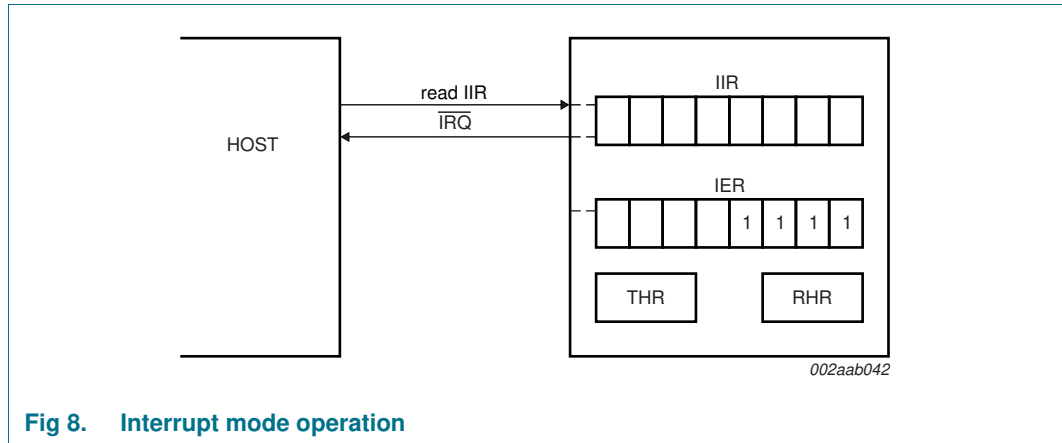 read IIR
IRQ
HOST
IIR
IER
1 1 1 1
THR
RHR
002aab042
Fig 8. Interrupt mode operation